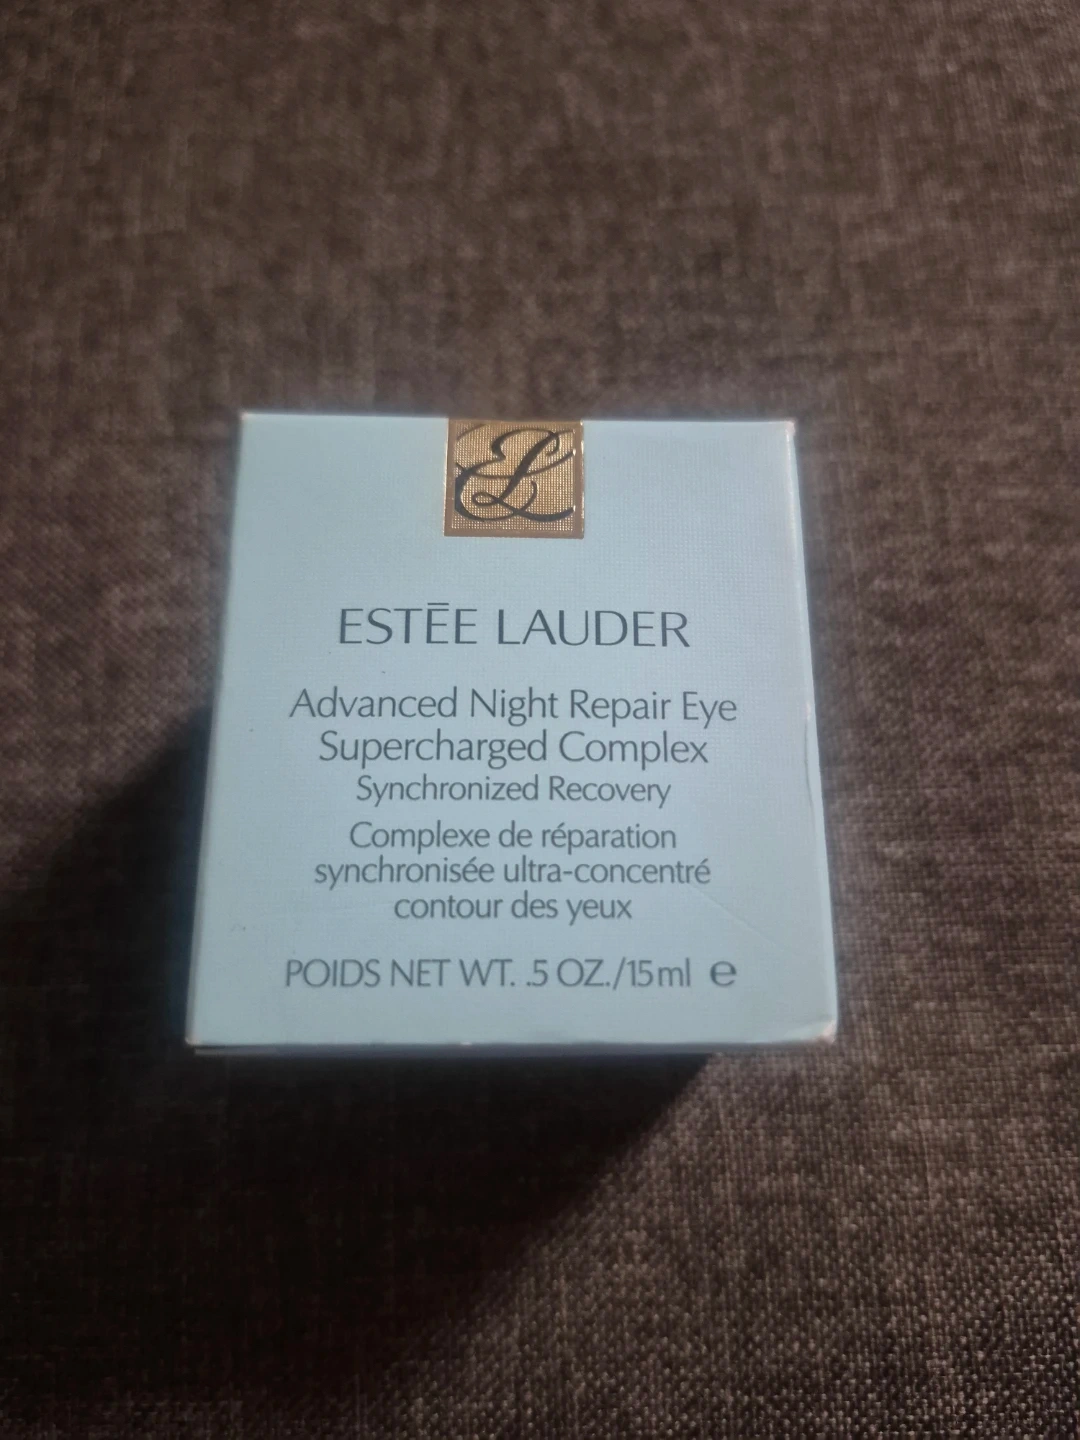 EL
ESTĒE LAUDER
Advanced Night Repair Eye
Supercharged Complex
Synchronized Recovery
Complexe de réparation
synchronisée ultra-concentré
contour des yeux
POIDS NET WT. .5 OZ./15ml ℮